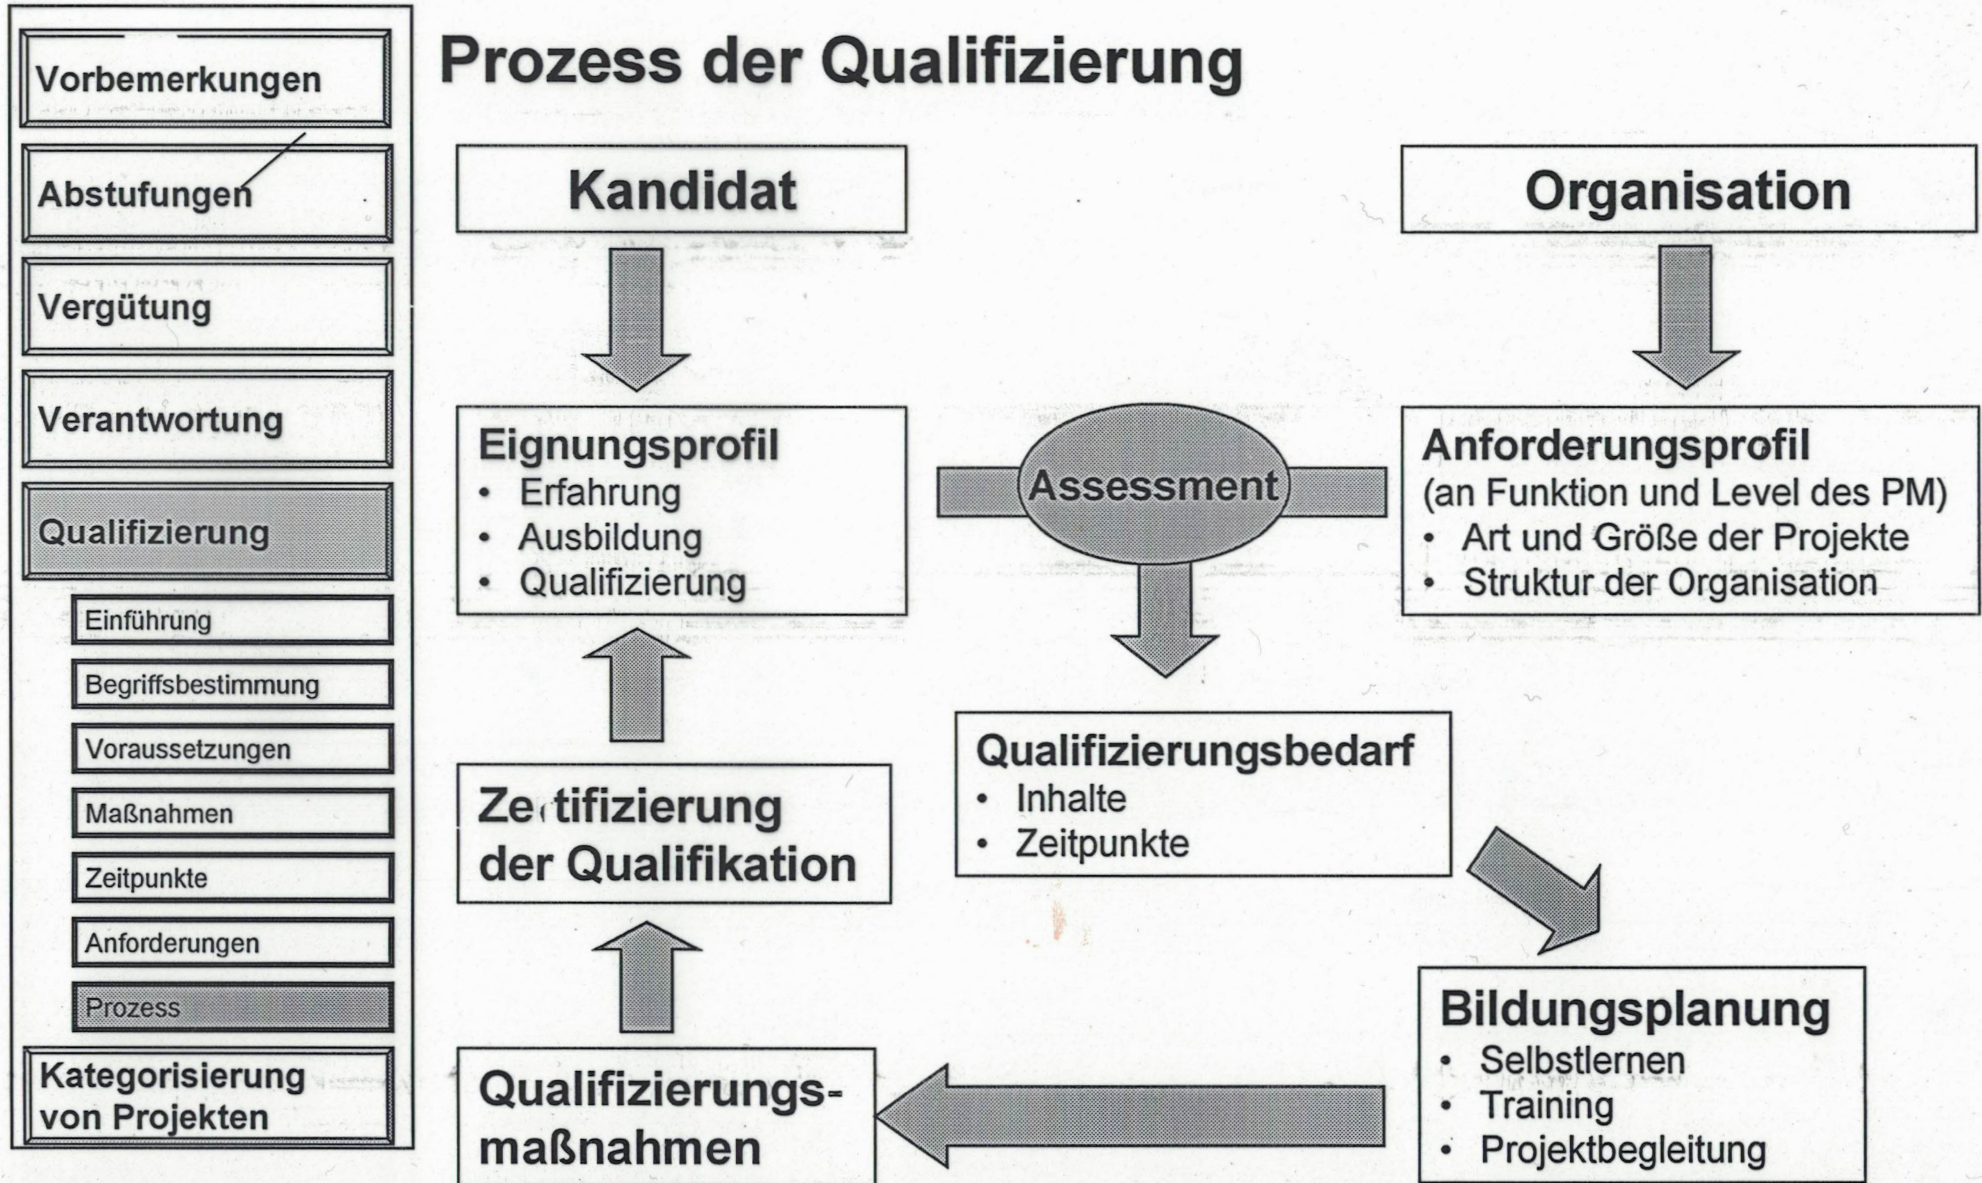 Vorbemerkungen
Abstufungen
Vergütung
Verantwortung
Qualifizierung
Einführung
Begriffsbestimmung
Voraussetzungen
Maßnahmen
Zeitpunkte
Anforderungen
Prozess
Kategorisierung
von Projekten
Prozess der Qualifizierung
Kandidat
Organisation
Eignungsprofil
• Erfahrung
• Ausbildung
• Qualifizierung
Assessment
Anforderungsprofil
(an Funktion und Level des PM)
• Art und Größe der Projekte
• Struktur der Organisation
Qualifizierungsbedarf
• Inhalte
• Zeitpunkte
Zertifizierung
der Qualifikation
Bildungsplanung
• Selbstlernen
• Training
• Projektbegleitung
Qualifizierungs-
maßnahmen